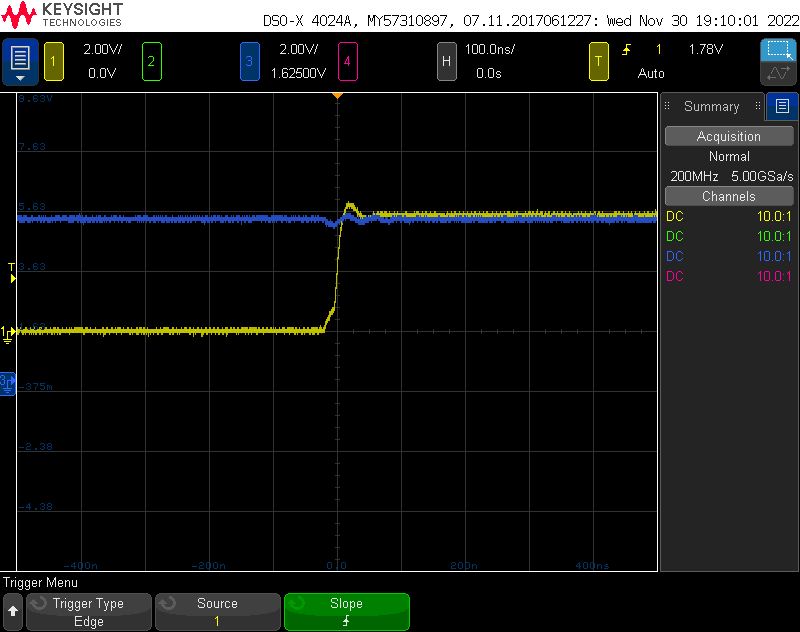 KEYSIGHT
TECHNOLOGIES
DSO-X 4024A, MY57310897, 07.11.2017061227: Wed Nov 30 19:10:01 2022
1 2.00V/ 0.0V 2 3 2.00V/ 1.62500V 4 H 100.0ns/ 0.0s T 1 1.78V Auto
Summary
Acquisition
Normal
200MHz 5.00GSa/s
Channels
DC 10.0:1
DC 10.0:1
DC 10.0:1
DC 10.0:1
9.63V
7.63
5.63
T 3.63
1
3 -375m
-2.38
-4.38
-400n -200n 0.0 200n 400ns
Trigger Menu
Trigger Type
Edge
Source
1
Slope